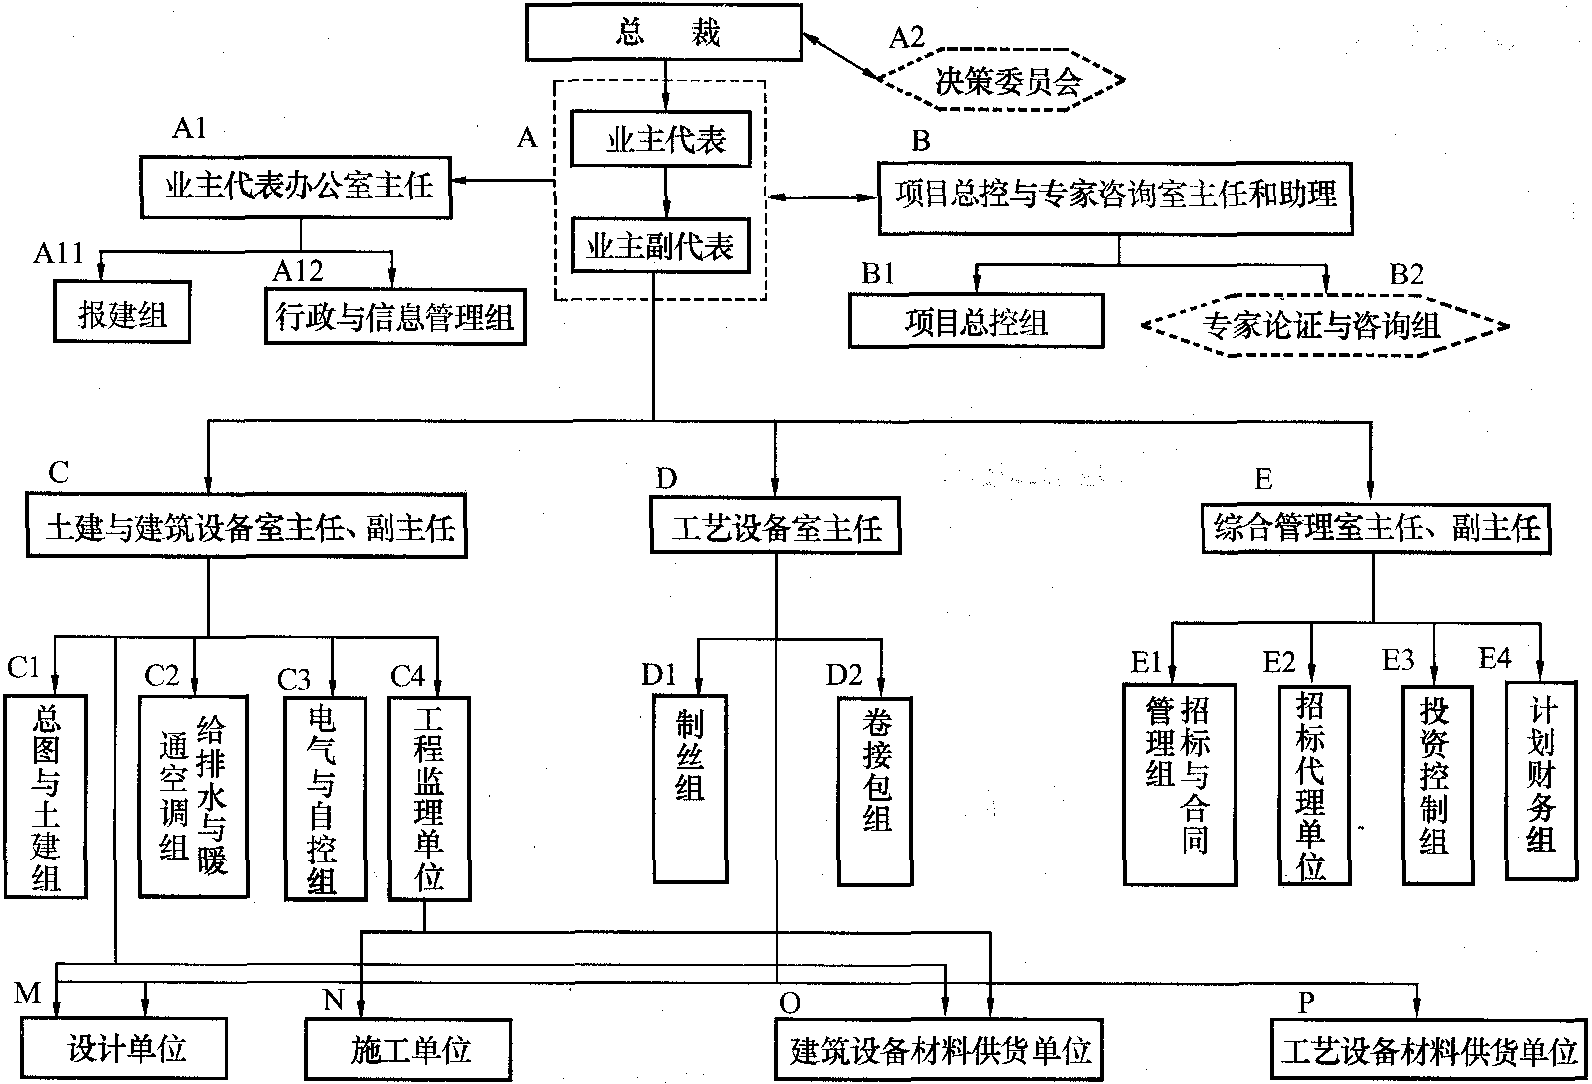 总 裁
A2
决策委员会
A1
A
业主代表
B
业主代表办公室主任
项目总控与专家咨询室主任和助理
业主副代表
A11
A12
B1
B2
报建组
行政与信息管理组
项目总控组
专家论证与咨询组
C
D
E
土建与建筑设备室主任、副主任
工艺设备室主任
综合管理室主任、副主任
C1
总图与土建组
C2
给排水与暖
通空调组
C3
电气与自控组
C4
工程监理单位
D1
制丝组
D2
卷接包组
E1
招标与合同
管理组
E2
招标代理单位
E3
投资控制组
E4
计划财务组
M
设计单位
N
施工单位
O
建筑设备材料供货单位
P
工艺设备材料供货单位